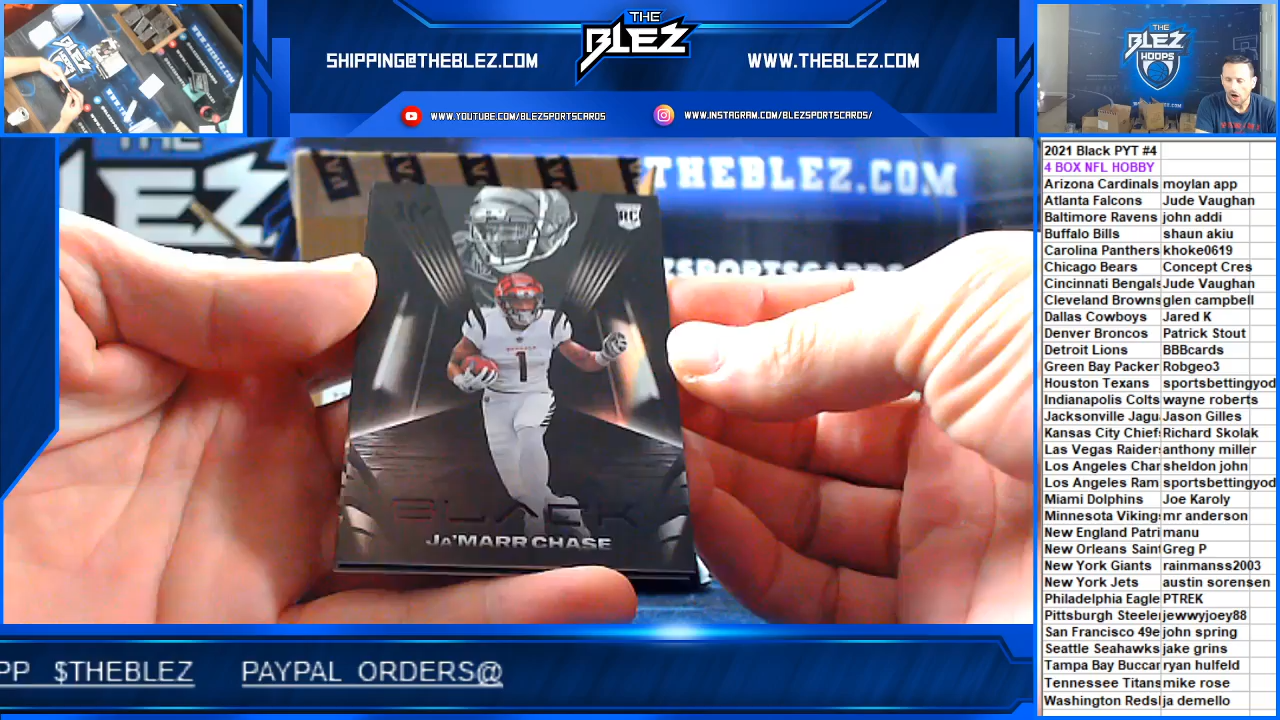 THE
BLEZ
SHIPPING@THEBLEZ.COM
WWW.THEBLEZ.COM
WWW.YOUTUBE.COM/BLEZSPORTSCARDS
WWW.INSTAGRAM.COM/BLEZSPORTSCARDS/
THE
BLEZ
HOOPS
BLEZ
THEBLEZ.COM
ZSPORTSCARDS
RC
1
BLACK
JA'MARR CHASE
PP $THEBLEZ PAYPAL ORDERS@
2021 Black PYT #4
4 BOX NFL HOBBY
Arizona Cardinals moylan app
Atlanta Falcons Jude Vaughan
Baltimore Ravens john addi
Buffalo Bills shaun akiu
Carolina Panthers khoke0619
Chicago Bears Concept Cres
Cincinnati Bengals Jude Vaughan
Cleveland Browns glen campbell
Dallas Cowboys Jared K
Denver Broncos Patrick Stout
Detroit Lions BBBcards
Green Bay Packer Robgeo3
Houston Texans sportsbettingyod
Indianapolis Colts wayne roberts
Jacksonville Jagu Jason Gilles
Kansas City Chief Richard Skolak
Las Vegas Raider anthony miller
Los Angeles Char sheldon john
Los Angeles Ram sportsbettingyod
Miami Dolphins Joe Karoly
Minnesota Viking mr anderson
New England Patri manu
New Orleans Saint Greg P
New York Giants rainmanss2003
New York Jets austin sorensen
Philadelphia Eagle PTREK
Pittsburgh Steele jewwyjoey88
San Francisco 49e john spring
Seattle Seahawks jake grins
Tampa Bay Buccar ryan hulfeld
Tennessee Titans mike rose
Washington Reds ja demello